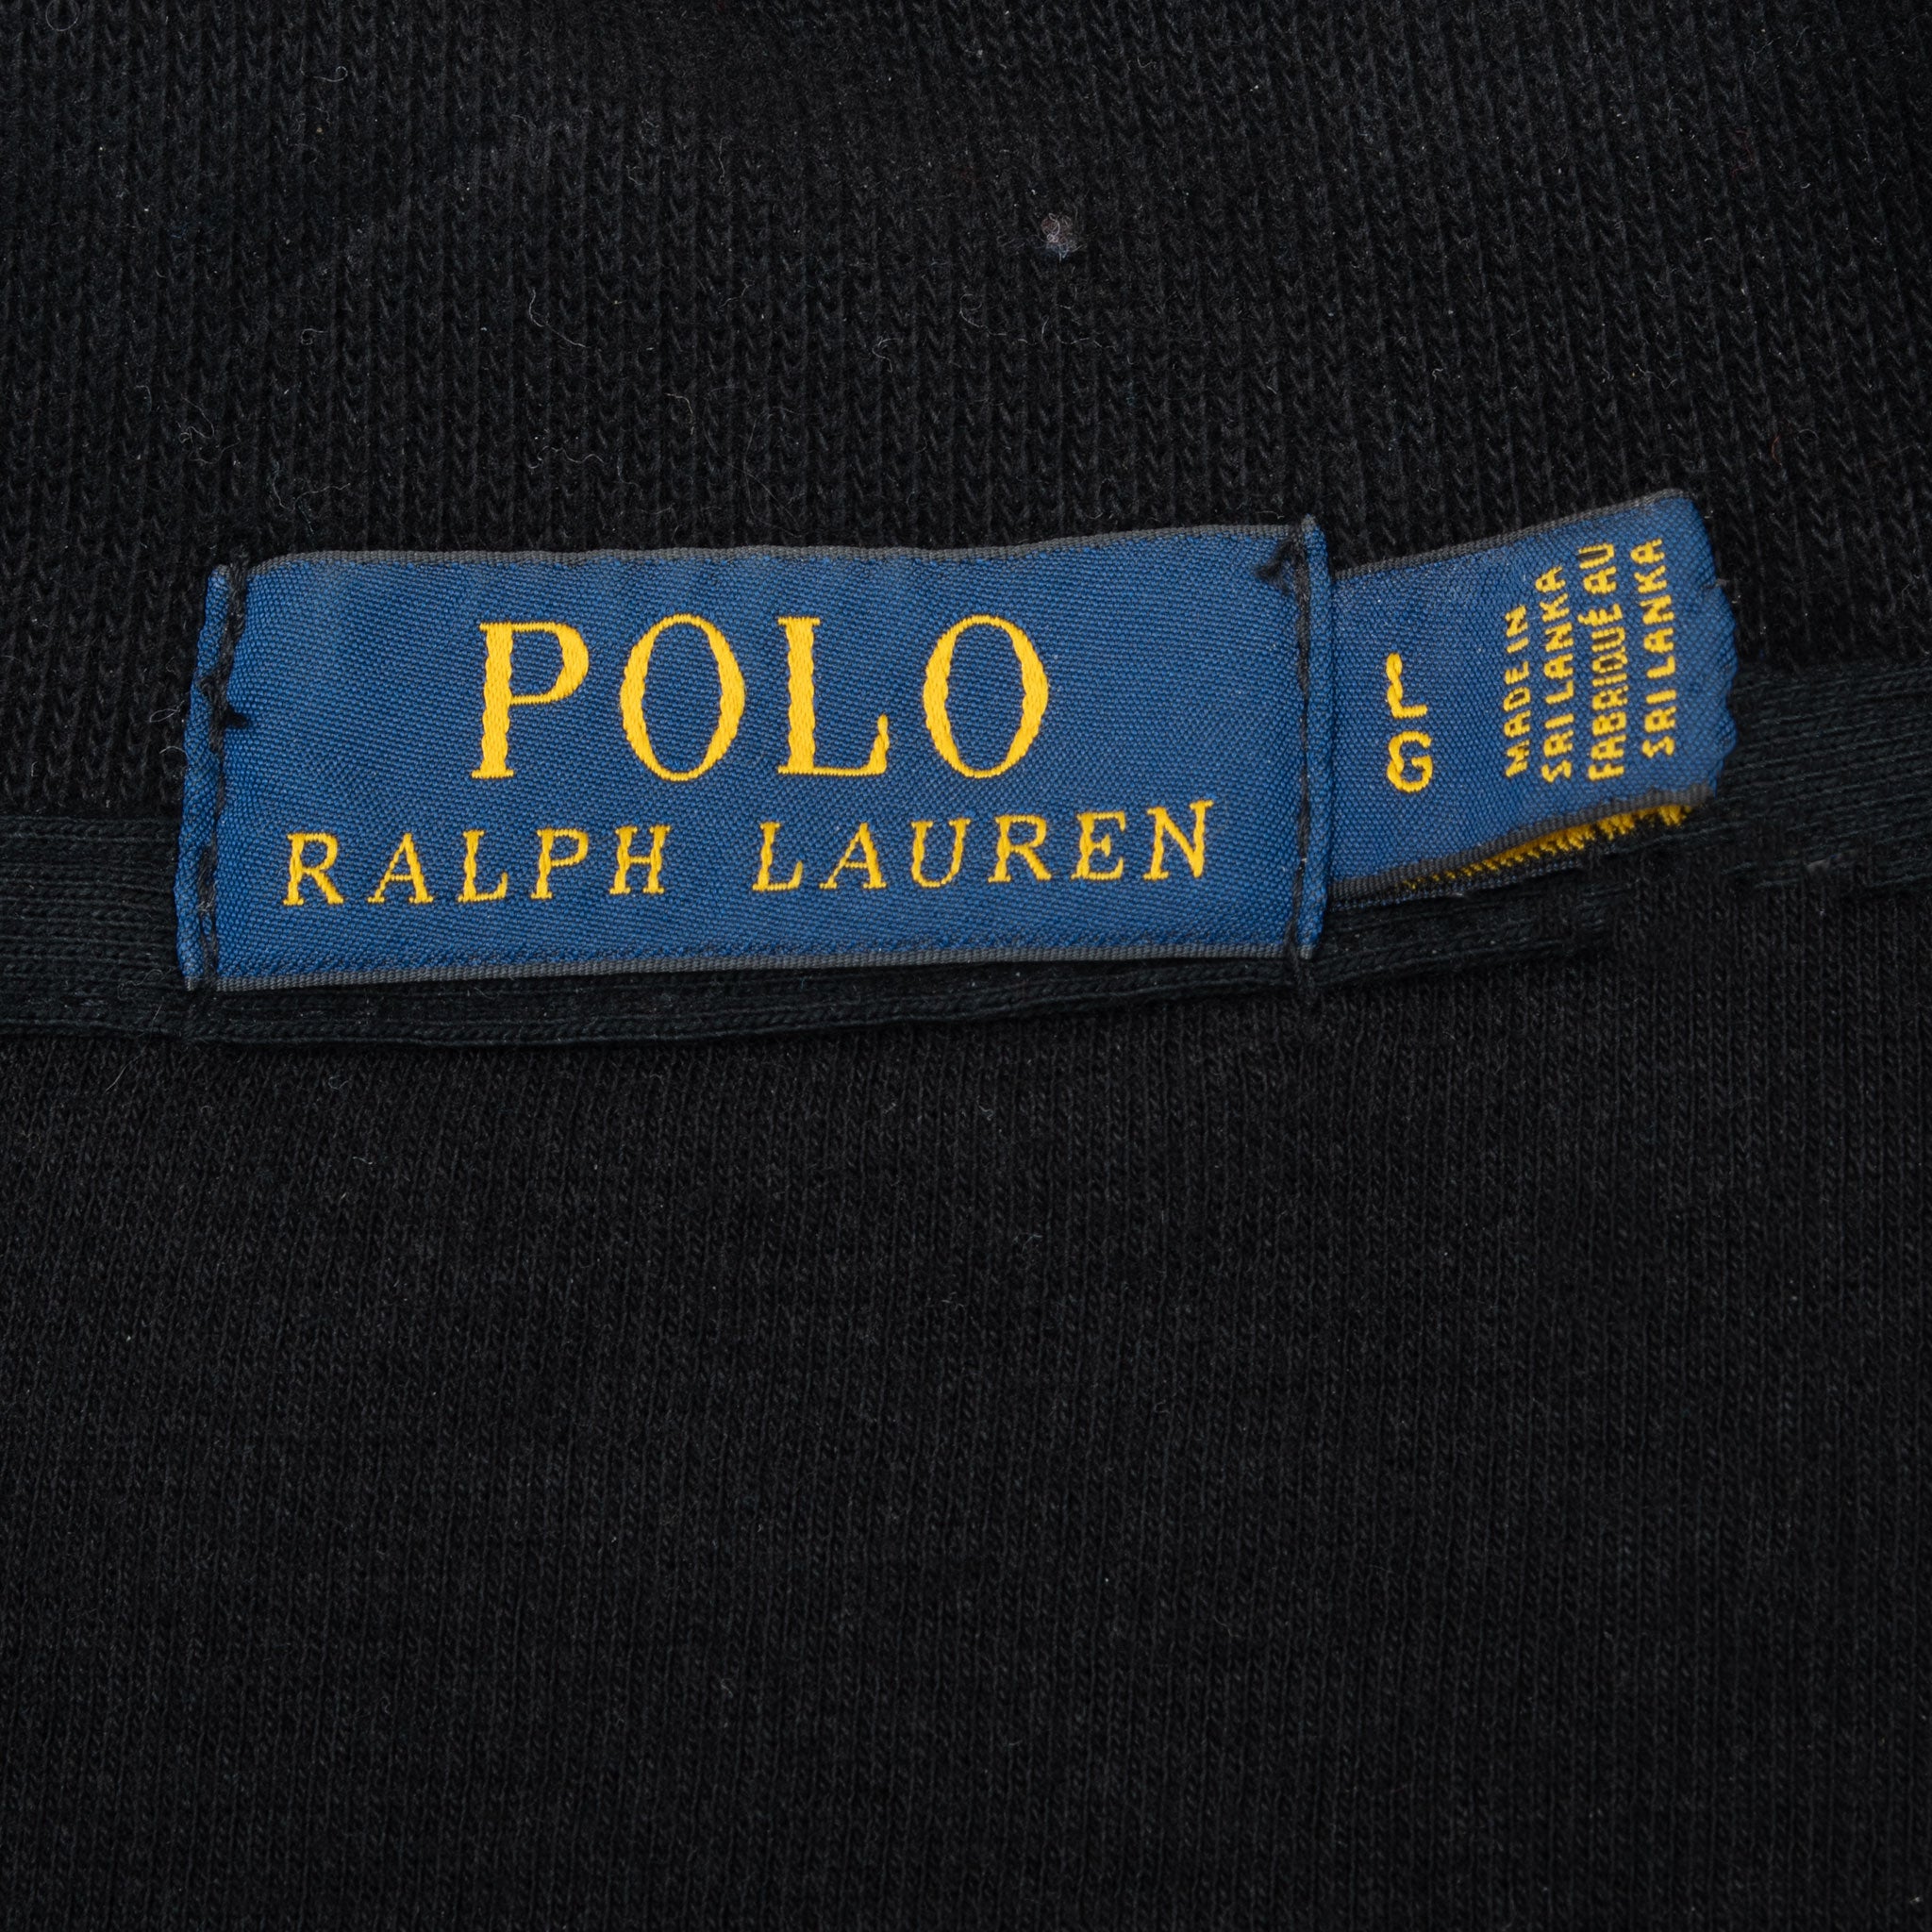 POLO
RALPH LAUREN
L
G
MADE IN
SRI LANKA
FABRIQUÉ AU
SRI LANKA